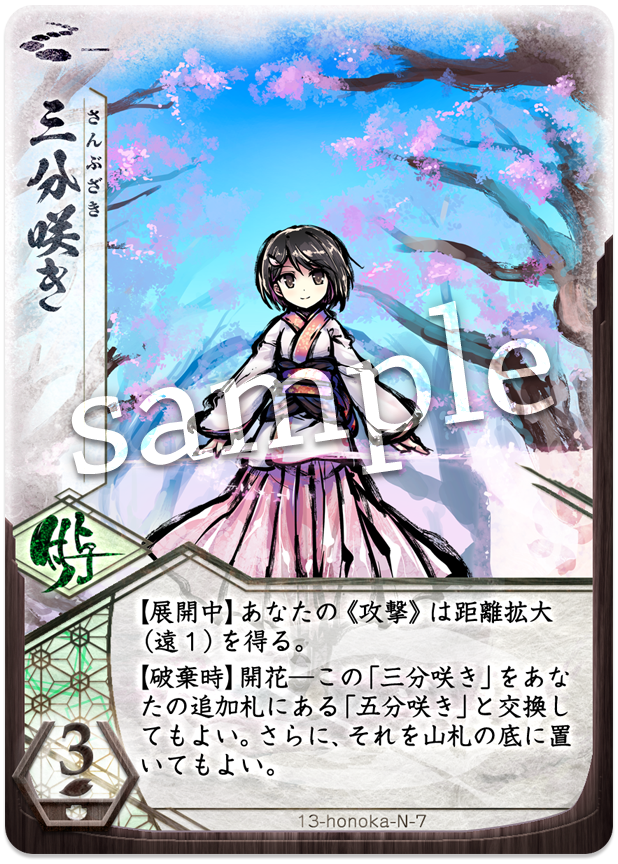 三分咲き
さんぶざき
sample
付与
【展開中】あなたの《攻撃》は距離拡大
（遠１）を得る。
【破棄時】開花─この「三分咲き」をあな
たの追加札にある「五分咲き」と交換し
てもよい。さらに、それを山札の底に置
いてもよい。
3
13-honoka-N-7